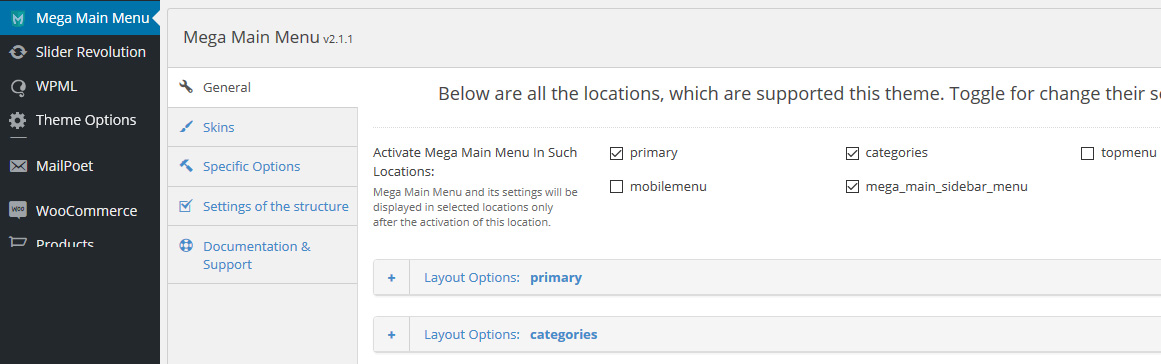 Mega Main Menu
Slider Revolution
WPML
Theme Options
MailPoet
WooCommerce
Products
Mega Main Menu v2.1.1
General
Skins
Specific Options
Settings of the structure
Documentation &
Support
Below are all the locations, which are supported this theme. Toggle for change their
Activate Mega Main Menu In Such
Locations:
Mega Main Menu and its settings will be
displayed in selected locations only
after the activation of this location.
primary
categories
topmenu
mobilemenu
mega_main_sidebar_menu
+ Layout Options: primary
+ Layout Options: categories